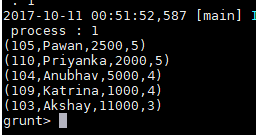 : 1
2017-10-11 00:51:52,587 [main] I
process : 1
(105,Pawan,2500,5)
(110,Priyanka,2000,5)
(104,Anubhav,5000,4)
(109,Katrina,1000,4)
(103,Akshay,11000,3)
grunt>